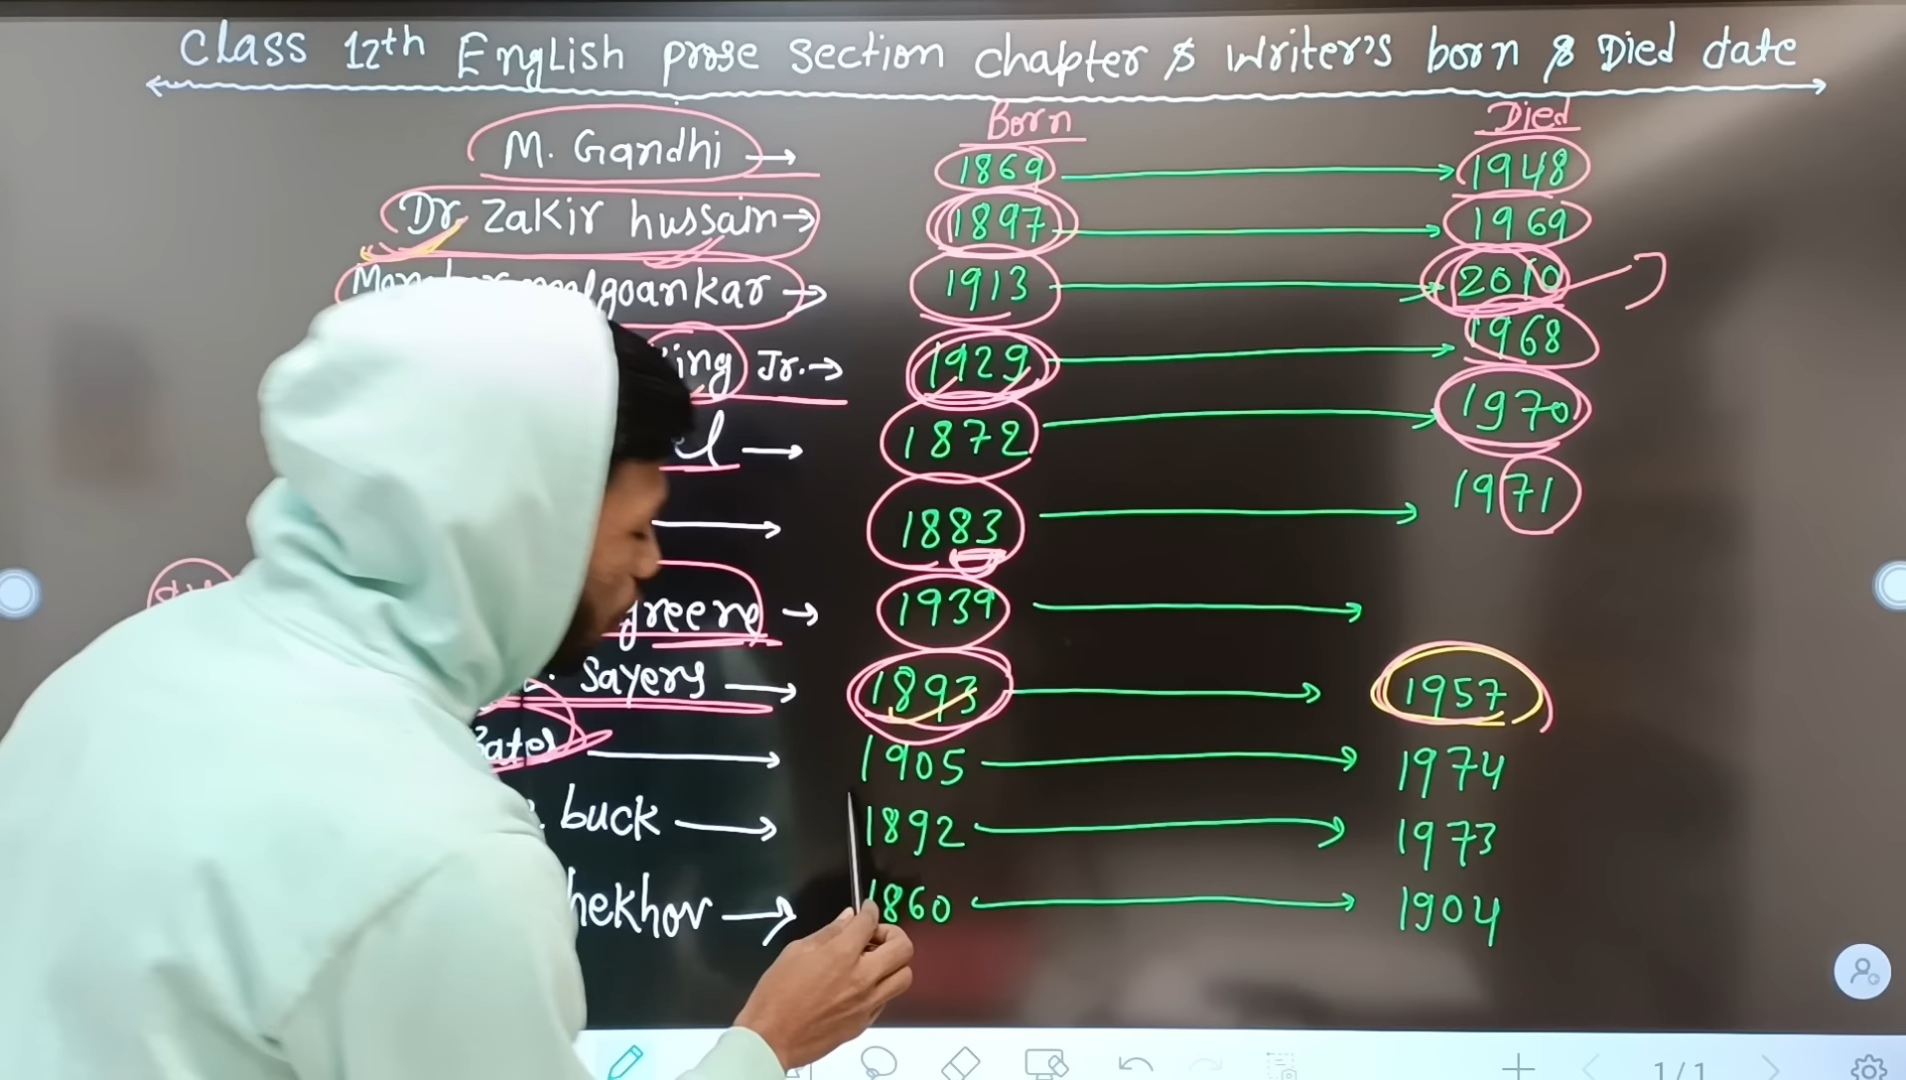 Class 12th English prose section chapter & Writer's born & Died date
Born Died
M. Gandhi → 1869 → 1948
Dr Zakir hussain → 1897 → 1969
goankar → 1913 → 2010
Jr. → 1929 → 1968
1872 → 1970
→ 1883 → 1971
greene → 1939 →
Sayers → 1893 → 1957
→ 1905 → 1974
buck → 1892 → 1973
hekhov → 1860 → 1904
1/1